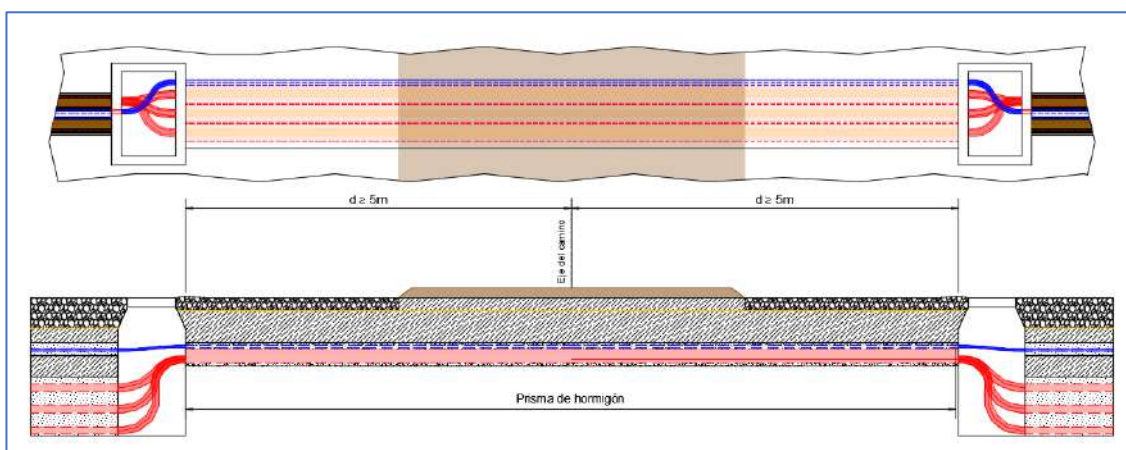 d ≥ 5m
d ≥ 5m
Eje del camino
Prisma de hormigón